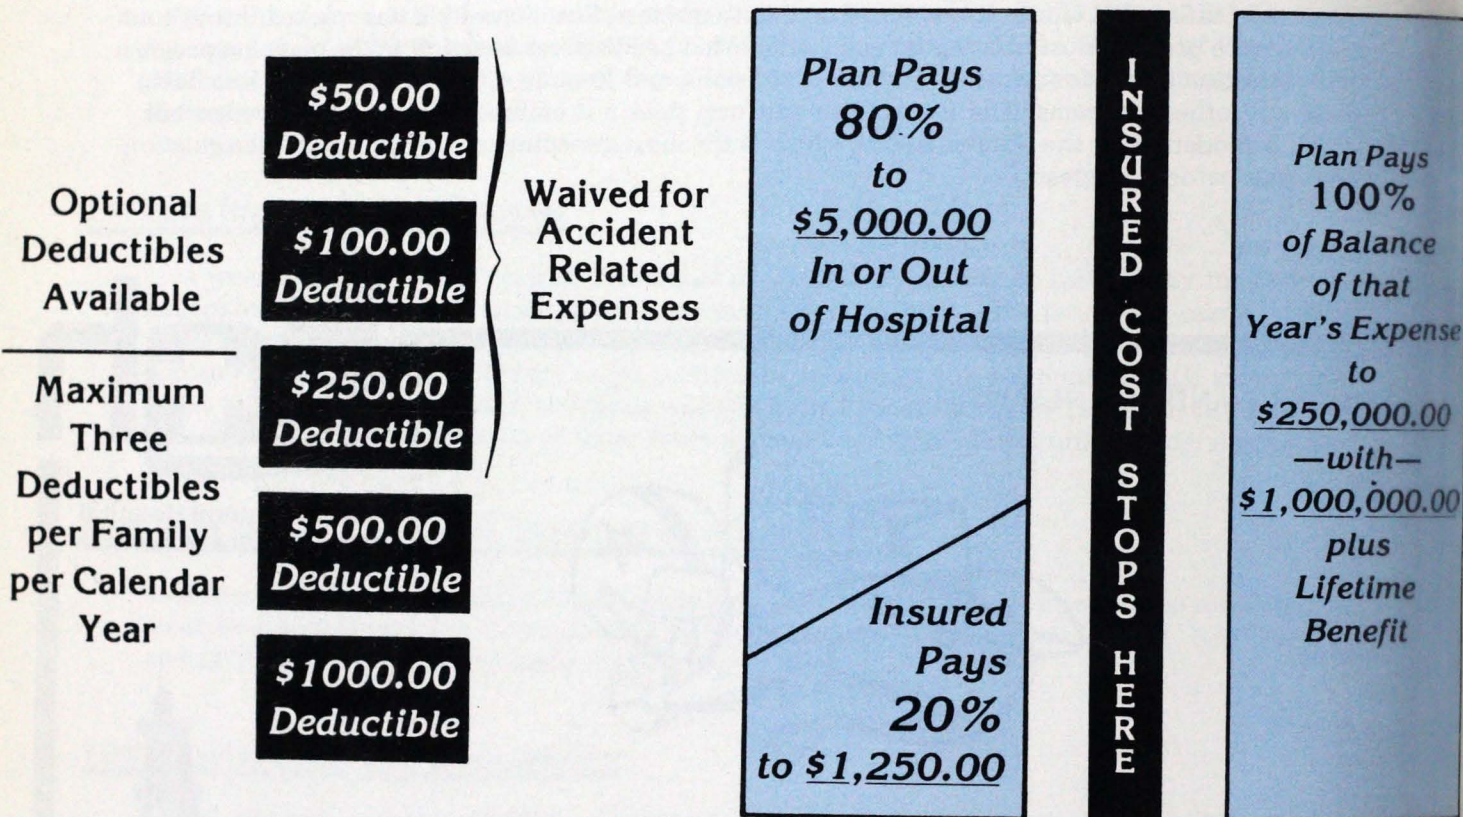 Optional
Deductibles
Available
Maximum
Three
Deductibles
per Family
per Calendar
Year
$50.00
Deductible
$100.00
Deductible
$250.00
Deductible
$500.00
Deductible
$1000.00
Deductible
Waived for
Accident
Related
Expenses
Plan Pays
80%
to
$5,000.00
In or Out
of Hospital
Insured
Pays
20%
to $1,250.00
INSURED COST STOPS HERE
Plan Pays
100%
of Balance
of that
Year's Expense
to
$250,000.00
—with—
$1,000,000.00
plus
Lifetime
Benefit